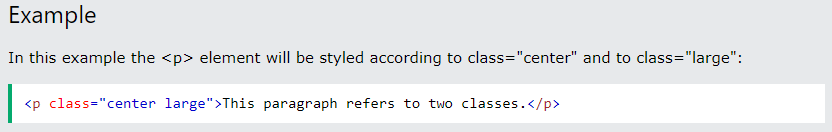 Example
In this example the <p> element will be styled according to class="center" and to class="large":
<p class="center large">This paragraph refers to two classes.</p>